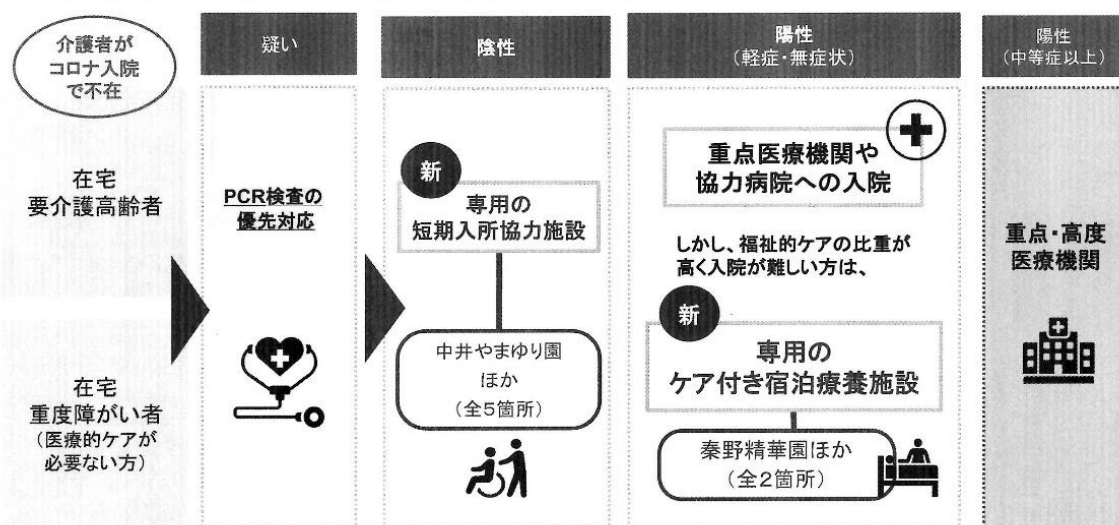 介護者が
コロナ入院
で不在
在宅
要介護高齢者
在宅
重度障がい者
（医療的ケアが
必要ない方）
疑い
PCR検査の
優先対応
陰性
新
専用の
短期入所協力施設
中井やまゆり園
ほか
（全5箇所）
陽性
（軽症・無症状）
重点医療機関や
協力病院への入院
しかし、福祉的ケアの比重が
高く入院が難しい方は、
新
専用の
ケア付き宿泊療養施設
秦野精華園ほか
（全2箇所）
陽性
（中等症以上）
重点・高度
医療機関